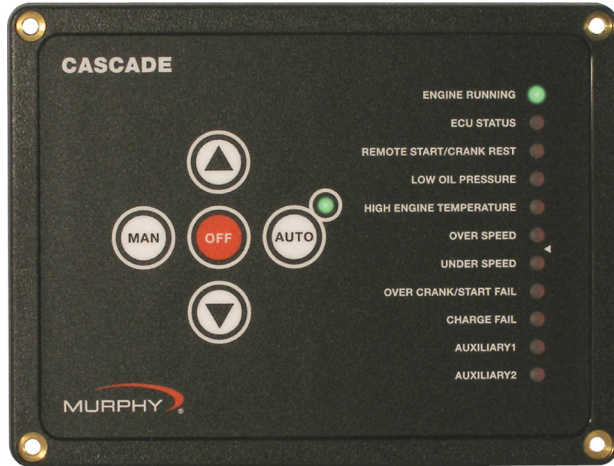 CASCADE
MAN
OFF
AUTO
ENGINE RUNNING
ECU STATUS
REMOTE START/CRANK REST
LOW OIL PRESSURE
HIGH ENGINE TEMPERATURE
OVER SPEED
UNDER SPEED
OVER CRANK/START FAIL
CHARGE FAIL
AUXILIARY1
AUXILIARY2
MURPHY®